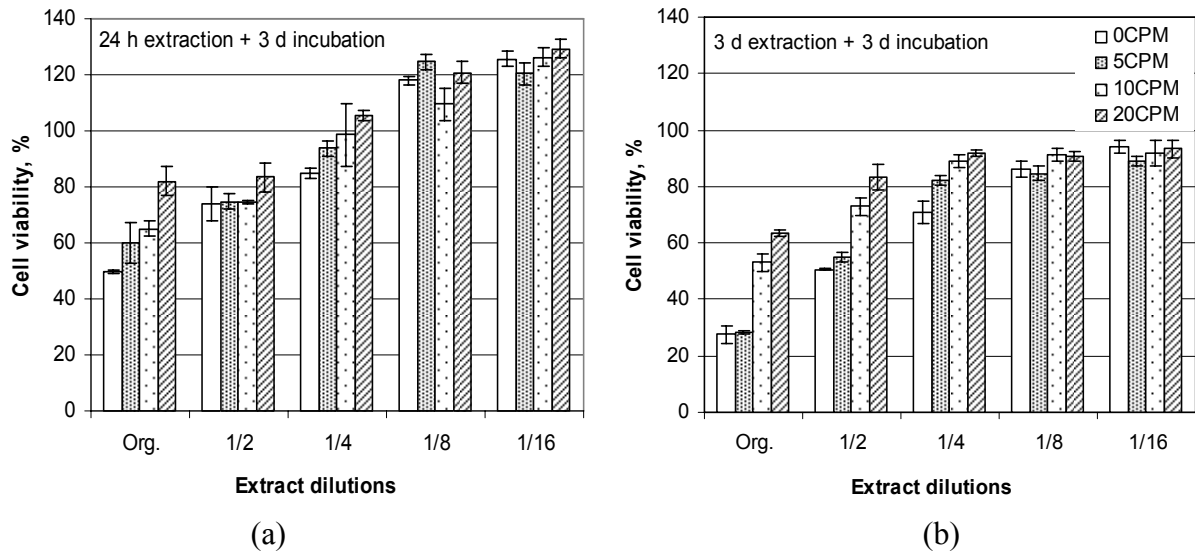 140
120
100
80
60
40
20
0
Cell viability, %
24 h extraction + 3 d incubation
Org. 1/2 1/4 1/8 1/16
Extract dilutions
(a)
140
120
100
80
60
40
20
0
Cell viability, %
3 d extraction + 3 d incubation
0CPM
5CPM
10CPM
20CPM
Org. 1/2 1/4 1/8 1/16
Extract dilutions
(b)